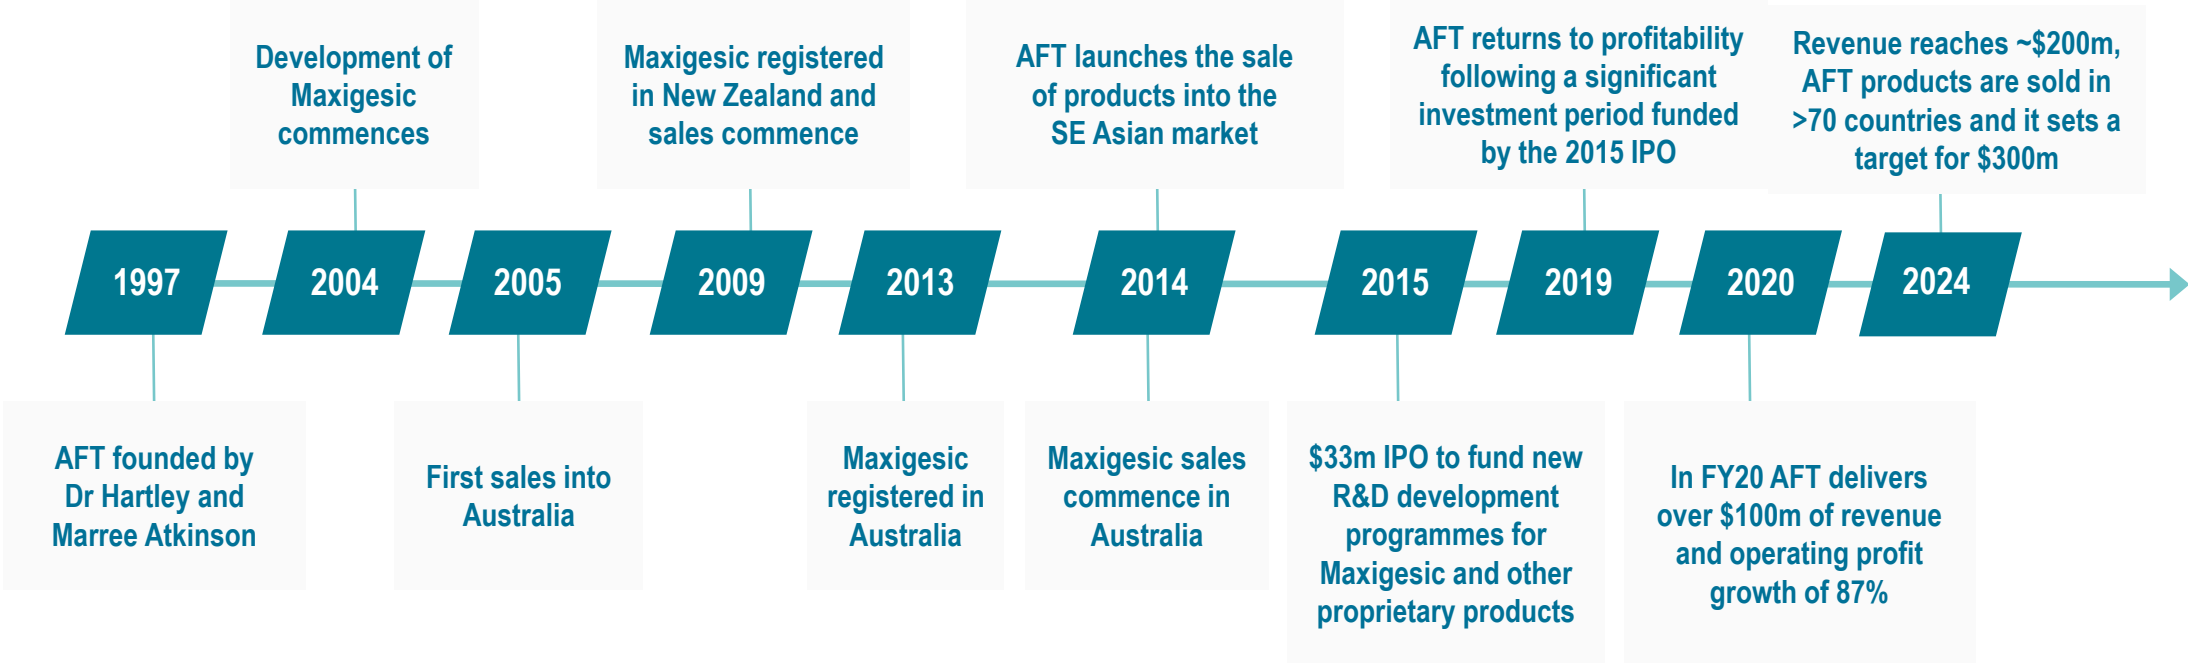 Development of
Maxigesic
commences
Maxigesic registered
in New Zealand and
sales commence
AFT launches the sale
of products into the
SE Asian market
AFT returns to profitability
following a significant
investment period funded
by the 2015 IPO
Revenue reaches ~$200m,
AFT products are sold in
>70 countries and it sets a
target for $300m
1997
2004
2005
2009
2013
2014
2015
2019
2020
2024
AFT founded by
Dr Hartley and
Marree Atkinson
First sales into
Australia
Maxigesic
registered in
Australia
Maxigesic sales
commence in
Australia
$33m IPO to fund new
R&D development
programmes for
Maxigesic and other
proprietary products
In FY20 AFT delivers
over $100m of revenue
and operating profit
growth of 87%